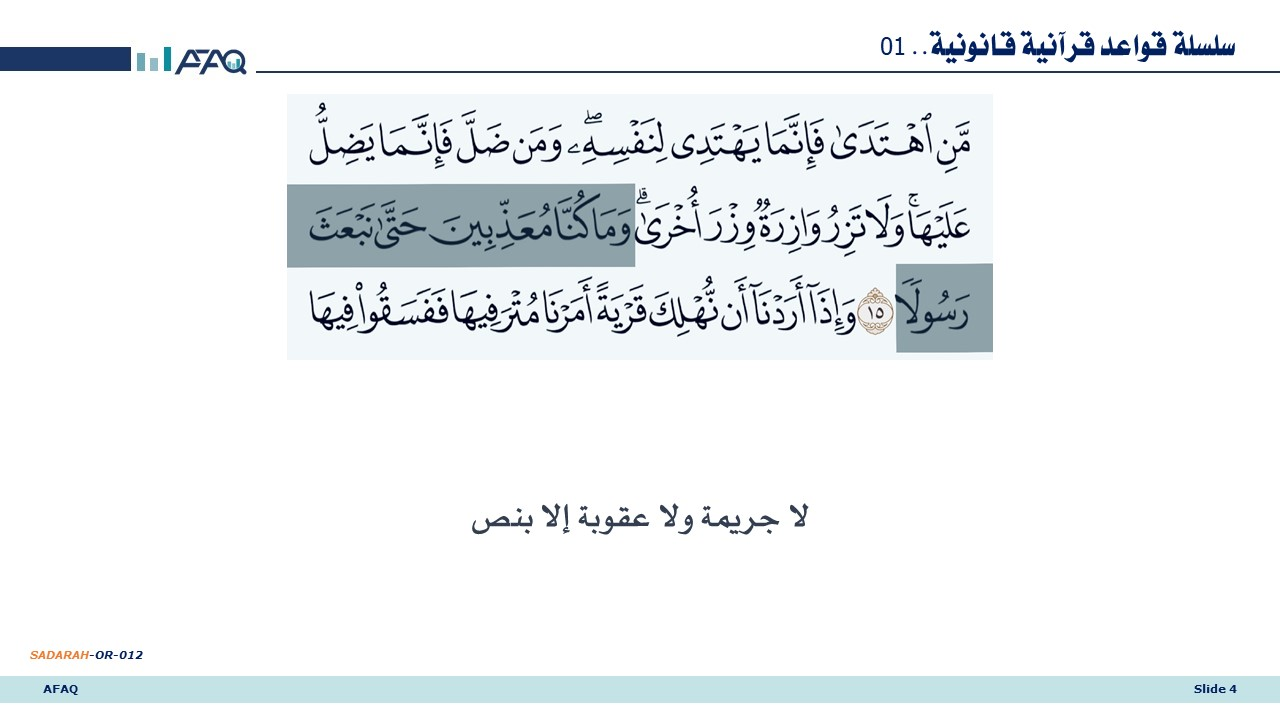 سلسلة قواعد قرآنية قانونية..01
AFAQ
مَّنِ ٱهْتَدَىٰ فَإِنَّمَا يَهْتَدِى لِنَفْسِهِۦۖ وَمَن ضَلَّ فَإِنَّمَا يَضِلُّ
عَلَيْهَاۚ وَلَا تَزِرُ وَازِرَةٌ وِزْرَ أُخْرَىٰۗ وَمَا كُنَّا مُعَذِّبِينَ حَتَّىٰ نَبْعَثَ
رَسُولًا ١٥ وَإِذَآ أَرَدْنَآ أَن نُّهْلِكَ قَرْيَةً أَمَرْنَا مُتْرَفِيهَا فَفَسَقُوا۟ فِيهَا
لا جريمة ولا عقوبة إلا بنص
SADARAH-OR-012
AFAQ
Slide 4